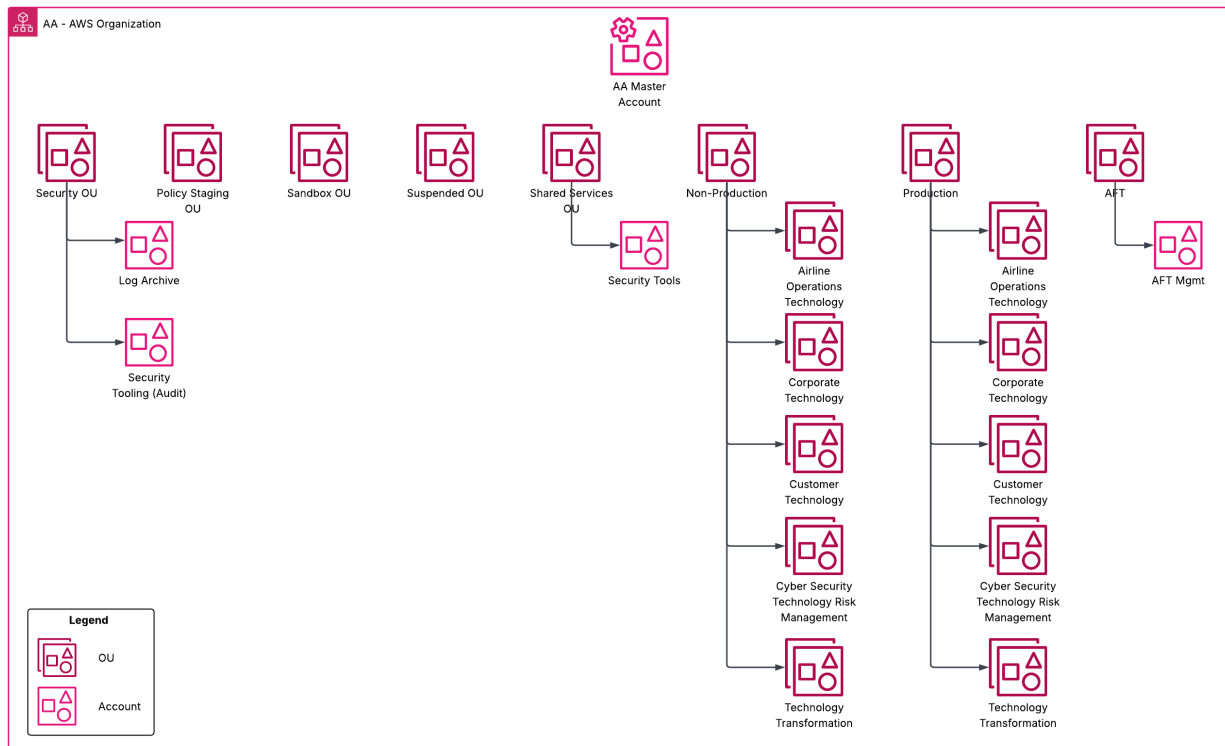 AA - AWS Organization
AA Master
Account
Security OU
Policy Staging
OU
Sandbox OU
Suspended OU
Shared Services
OU
Non-Production
Production
AFT
Log Archive
Security
Tooling (Audit)
Security Tools
Airline
Operations
Technology
Corporate
Technology
Customer
Technology
Cyber Security
Technology Risk
Management
Technology
Transformation
Airline
Operations
Technology
Corporate
Technology
Customer
Technology
Cyber Security
Technology Risk
Management
Technology
Transformation
AFT Mgmt
Legend
OU
Account